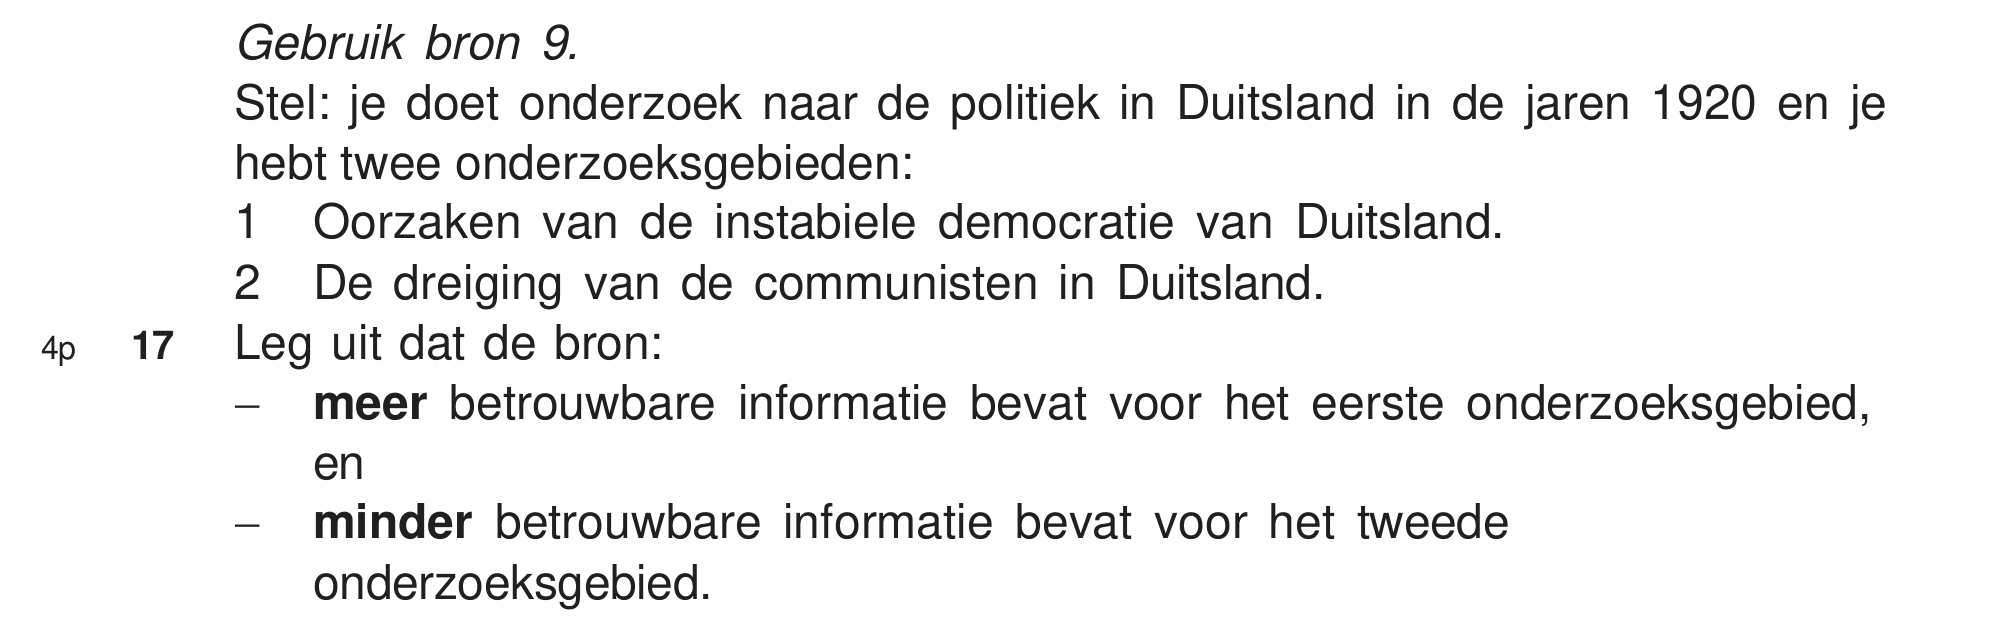 Gebruik bron 9.
Stel: je doet onderzoek naar de politiek in Duitsland in de jaren 1920 en je
hebt twee onderzoeksgebieden:
1 Oorzaken van de instabiele democratie van Duitsland.
2 De dreiging van de communisten in Duitsland.
4p 17 Leg uit dat de bron:
– meer betrouwbare informatie bevat voor het eerste onderzoeksgebied,
en
– minder betrouwbare informatie bevat voor het tweede
onderzoeksgebied.